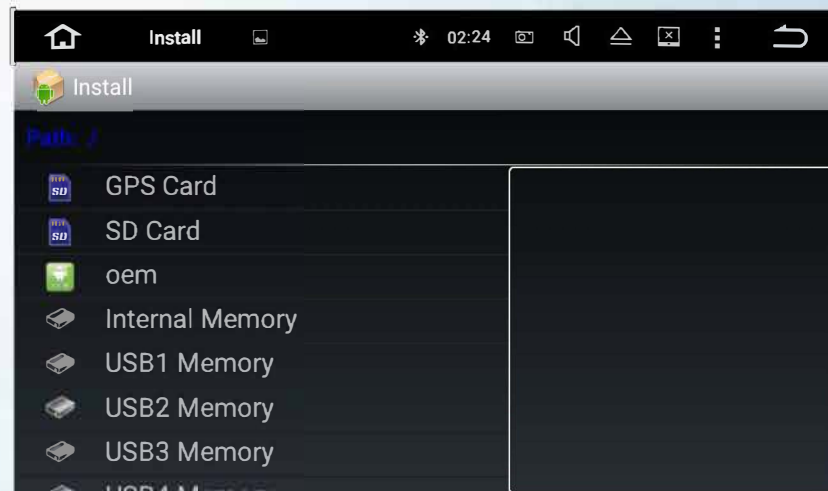 Install
02:24
Install
Path: /
GPS Card
SD Card
oem
Internal Memory
USB1 Memory
USB2 Memory
USB3 Memory